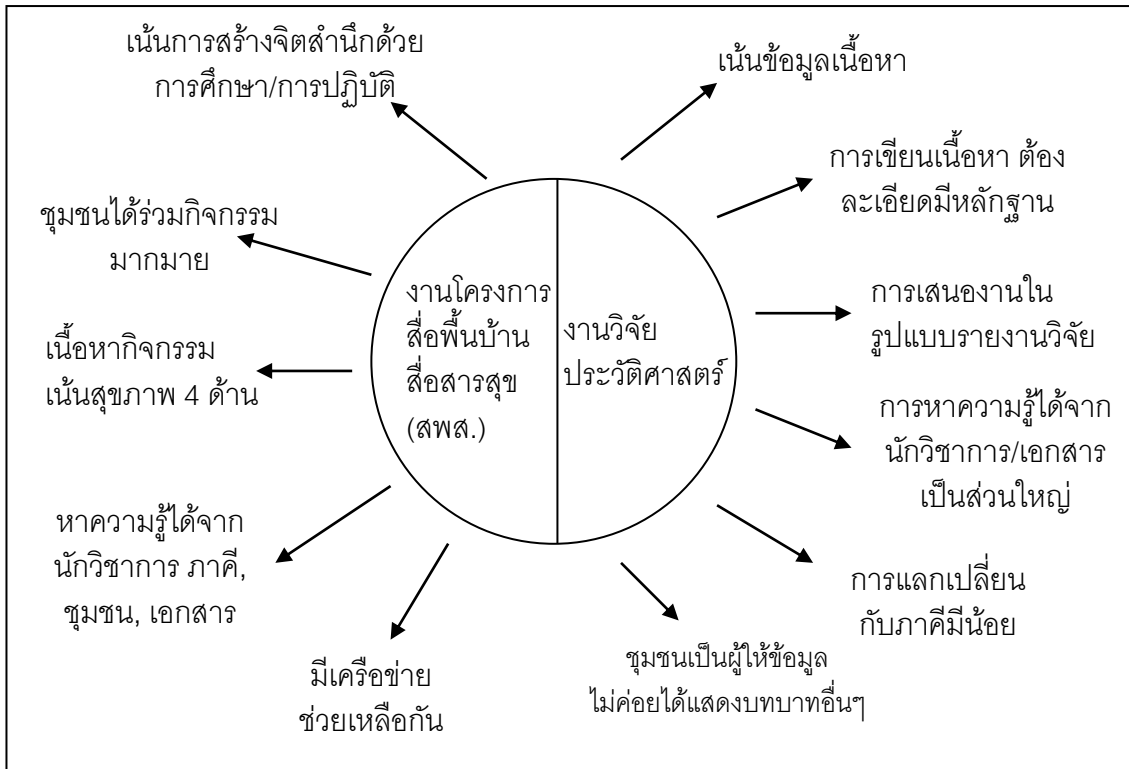 เน้นการสร้างจิตสำนึกด้วย
การศึกษา/การปฏิบัติ
ชุมชนได้ร่วมกิจกรรม
มากมาย
เนื้อหากิจกรรม
เน้นสุขภาพ 4 ด้าน
หาความรู้ได้จาก
นักวิชาการ ภาคี,
ชุมชน, เอกสาร
มีเครือข่าย
ช่วยเหลือกัน
งานโครงการ
สื่อพื้นบ้าน
สื่อสารสุข
(สพส.)
งานวิจัย
ประวัติศาสตร์
เน้นข้อมูลเนื้อหา
การเขียนเนื้อหา ต้อง
ละเอียดมีหลักฐาน
การเสนองานใน
รูปแบบรายงานวิจัย
การหาความรู้ได้จาก
นักวิชาการ/เอกสาร
เป็นส่วนใหญ่
การแลกเปลี่ยน
กับภาคีมีน้อย
ชุมชนเป็นผู้ให้ข้อมูล
ไม่ค่อยได้แสดงบทบาทอื่นๆ